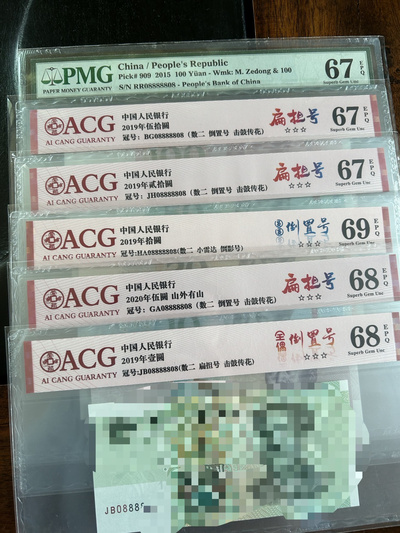 PMG
PAPER MONEY GUARANTY
China / People's Republic
Pick# 909 2015 100 Yüan - Wmk: M. Zedong & 100
S/N RR08888808 - People's Bank of China
67 EPQ
Superb Gem Unc
ACG
AI CANG GUARANTY
中国人民银行
2019年伍拾圓
冠号: BG08888808 (数二 倒置号 击鼓传花)
扁担号
☆☆☆
67 EPQ
Superb Gem Unc
ACG
AI CANG GUARANTY
中国人民银行
2019年贰拾圓
冠号: JH08888808 (数二 倒置号 击鼓传花)
扁担号
☆☆☆
67 EPQ
Superb Gem Unc
ACG
AI CANG GUARANTY
中国人民银行
2019年拾圓
冠号:HA08888808(数二 小雷达 倒影号)
倒置号
☆☆☆
69 EPQ
Superb Gem Unc
ACG
AI CANG GUARANTY
中国人民银行
2020年伍圓 山外有山
冠号: GA08888808 (数二 倒置号 击鼓传花)
扁担号
☆☆☆
68 EPQ
Superb Gem Unc
ACG
AI CANG GUARANTY
中国人民银行
2019年壹圓
冠号:JB08888808(数二 扁担号 击鼓传花)
全偶 倒置号
☆☆☆
68 EPQ
Superb Gem Unc
JB0888